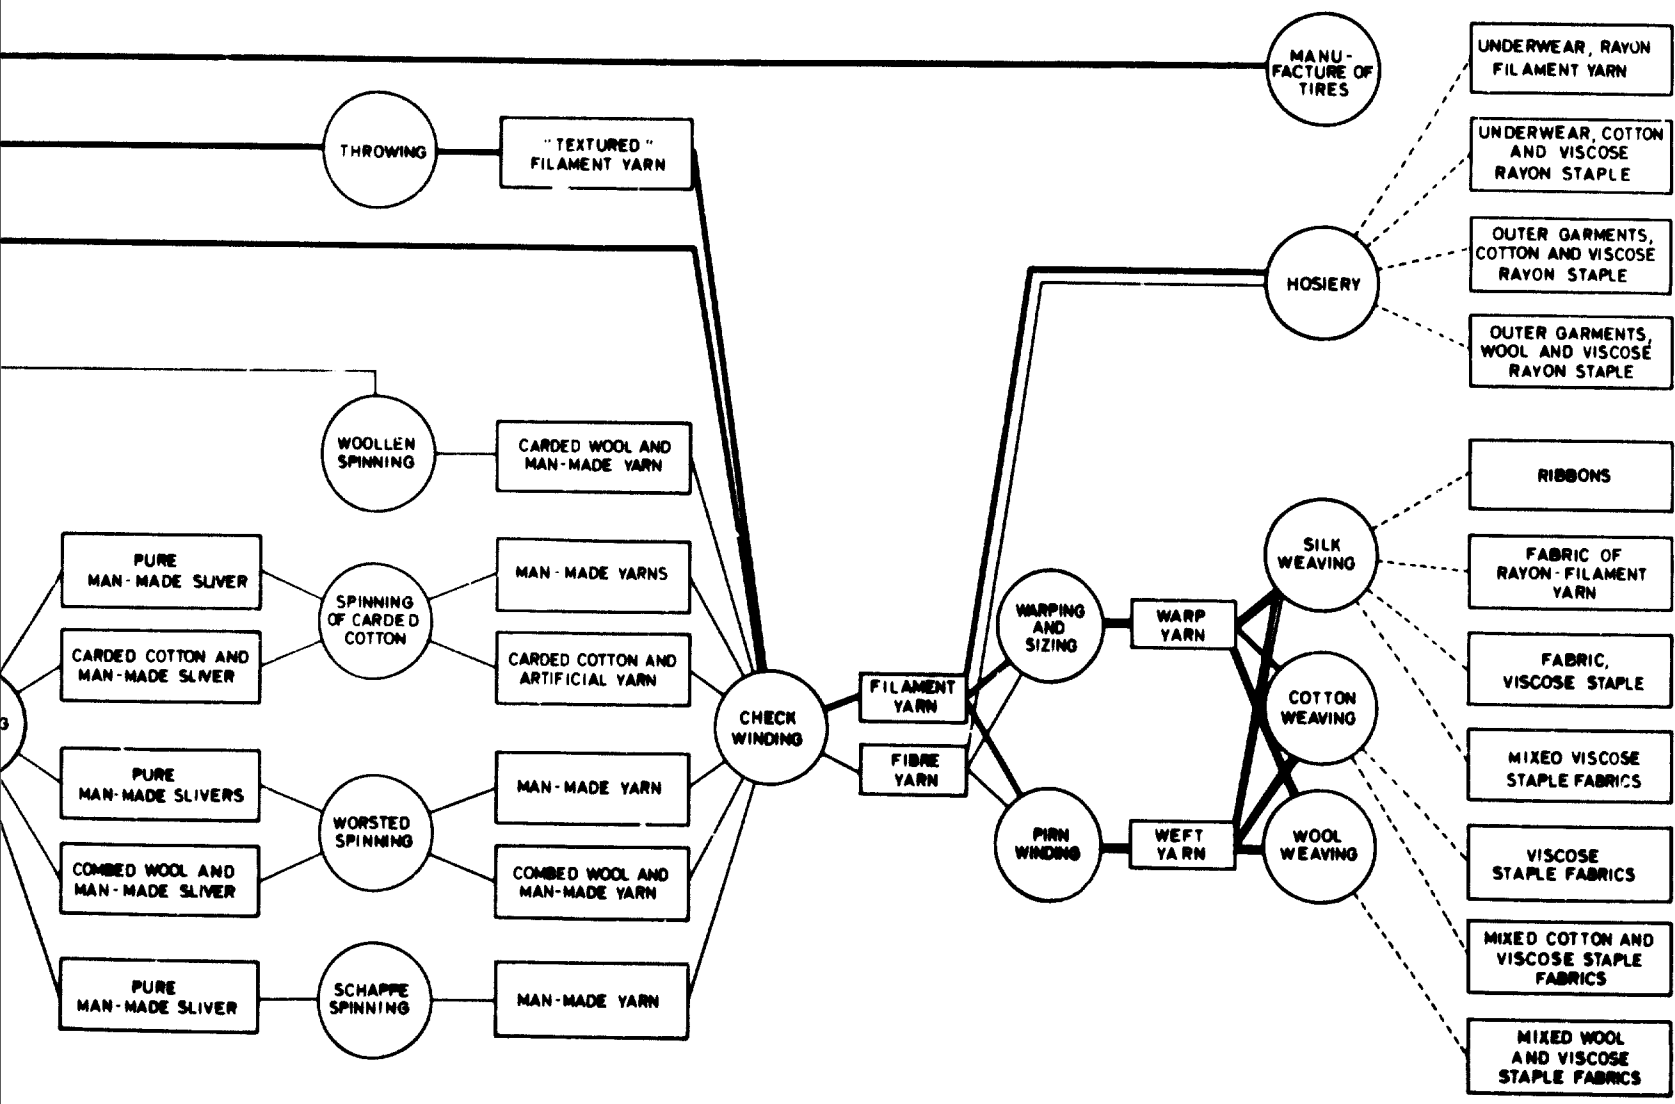 MANU-
FACTURE OF
TIRES
UNDERWEAR, RAYON
FILAMENT YARN
THROWING
"TEXTURED"
FILAMENT YARN
UNDERWEAR, COTTON
AND VISCOSE
RAYON STAPLE
HOSIERY
OUTER GARMENTS,
COTTON AND VISCOSE
RAYON STAPLE
OUTER GARMENTS,
WOOL AND VISCOSE
RAYON STAPLE
WOOLLEN
SPINNING
CARDED WOOL AND
MAN-MADE YARN
RIBBONS
PURE
MAN-MADE SLIVER
SPINNING
OF CARDED
COTTON
MAN-MADE YARNS
SILK
WEAVING
FABRIC OF
RAYON-FILAMENT
YARN
CARDED COTTON AND
MAN-MADE SLIVER
CARDED COTTON AND
ARTIFICIAL YARN
WARPING
AND
SIZING
WARP
YARN
FABRIC,
VISCOSE STAPLE
G
CHECK
WINDING
FILAMENT
YARN
FIBRE
YARN
COTTON
WEAVING
MIXED VISCOSE
STAPLE FABRICS
PURE
MAN-MADE SLIVERS
WORSTED
SPINNING
MAN-MADE YARN
PIRN
WINDING
WEFT
YARN
WOOL
WEAVING
VISCOSE
STAPLE FABRICS
COMBED WOOL AND
MAN-MADE SLIVER
COMBED WOOL AND
MAN-MADE YARN
MIXED COTTON AND
VISCOSE STAPLE
FABRICS
PURE
MAN-MADE SLIVER
SCHAPPE
SPINNING
MAN-MADE YARN
MIXED WOOL
AND VISCOSE
STAPLE FABRICS